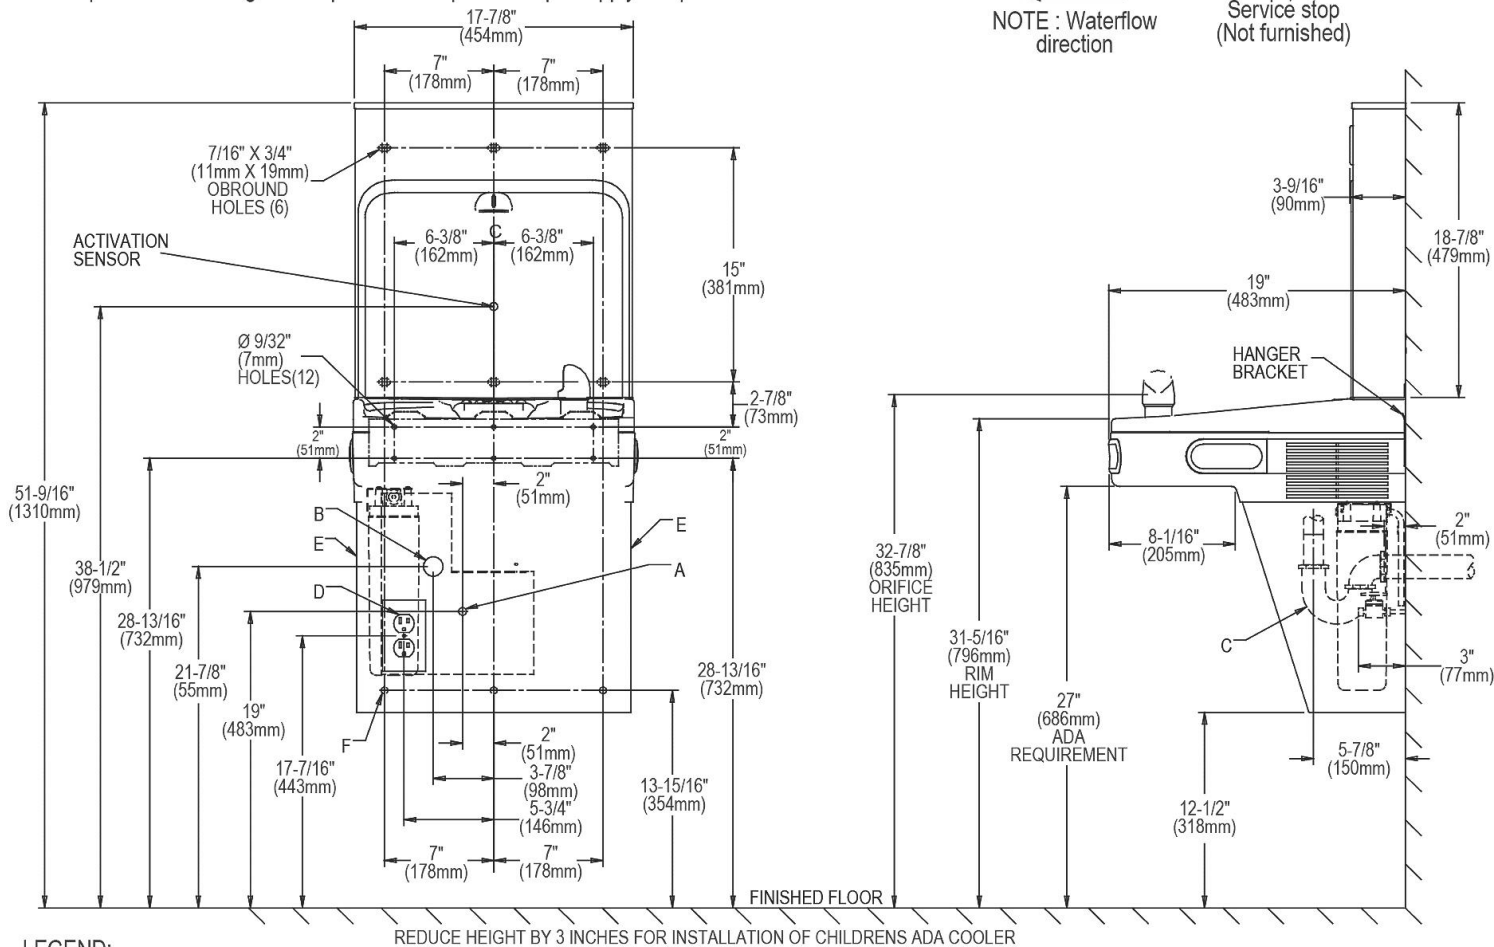 17-7/8"
(454mm)
NOTE : Waterflow
direction
Service stop
(Not furnished)
7"
(178mm)
7"
(178mm)
7/16" X 3/4"
(11mm X 19mm)
OBROUND
HOLES (6)
3-9/16"
(90mm)
C
6-3/8"
(162mm)
6-3/8"
(162mm)
ACTIVATION
SENSOR
18-7/8"
(479mm)
15"
(381mm)
19"
(483mm)
Ø 9/32"
(7mm)
HOLES(12)
HANGER
BRACKET
2-7/8"
(73mm)
2"
(51mm)
2"
(51mm)
2"
(51mm)
51-9/16"
(1310mm)
B
E
E
2"
(51mm)
8-1/16"
(205mm)
32-7/8"
(835mm)
ORIFICE
HEIGHT
38-1/2"
(979mm)
A
D
28-13/16"
(732mm)
31-5/16"
(796mm)
RIM
HEIGHT
C
3"
(77mm)
21-7/8"
(55mm)
28-13/16"
(732mm)
19"
(483mm)
27"
(686mm)
ADA
REQUIREMENT
F
2"
(51mm)
5-7/8"
(150mm)
17-7/16"
(443mm)
3-7/8"
(98mm)
13-15/16"
(354mm)
5-3/4"
(146mm)
12-1/2"
(318mm)
7"
(178mm)
7"
(178mm)
FINISHED FLOOR
REDUCE HEIGHT BY 3 INCHES FOR INSTALLATION OF CHILDRENS ADA COOLER
LEGEND: